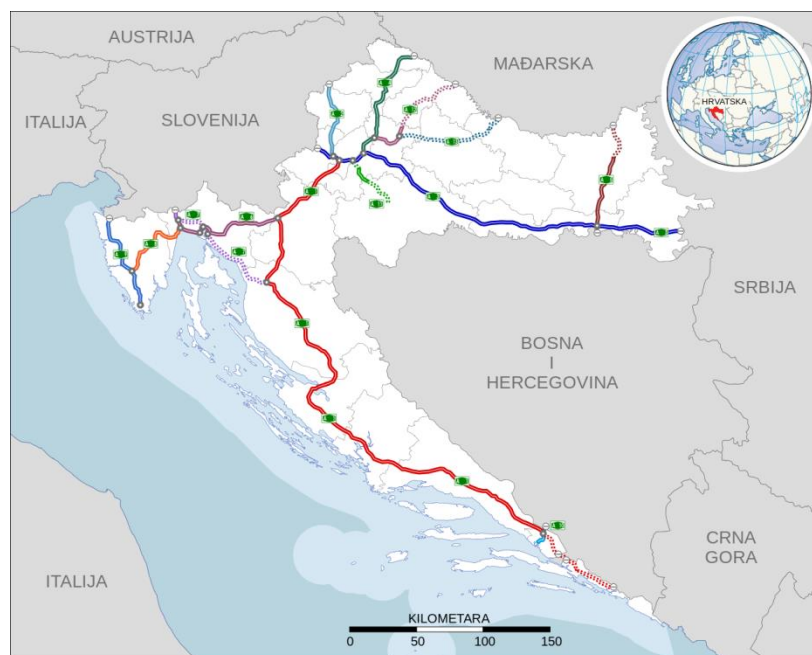 AUSTRIJA
MAĐARSKA
HRVATSKA
ITALIJA
SLOVENIJA
SRBIJA
BOSNA
I
HERCEGOVINA
CRNA
GORA
ITALIJA
KILOMETARA
0 50 100 150